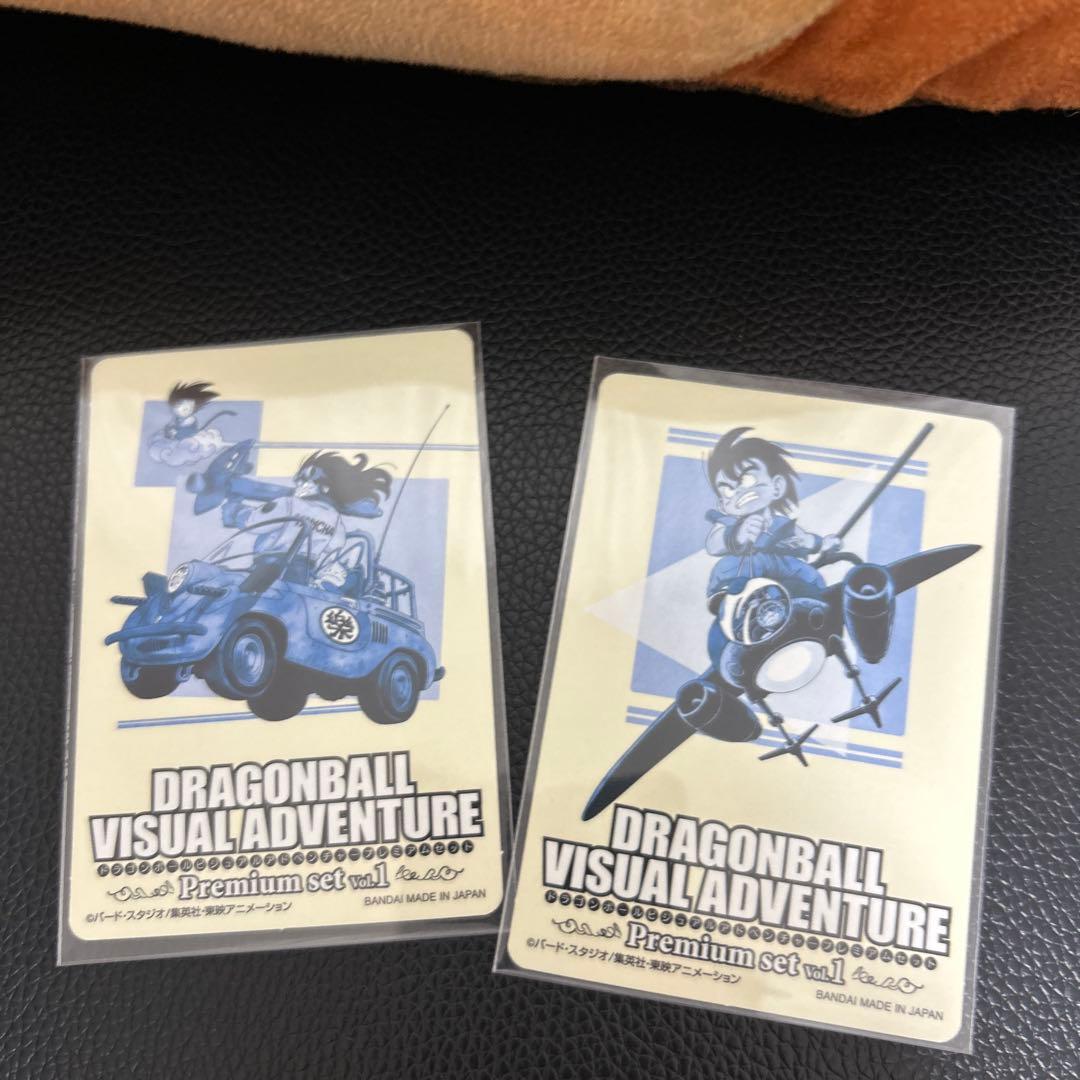 樂
DRAGONBALL
VISUAL ADVENTURE
ドラゴンボールビジュアルアドベンチャープレミアムセット
Premium set Vol.1
BANDAI MADE IN JAPAN
©バード・スタジオ/集英社・東映アニメーション
DRAGONBALL
VISUAL ADVENTURE
ドラゴンボールビジュアルアドベンチャープレミアムセット
Premium set Vol.1
©バード・スタジオ/集英社・東映アニメーション
BANDAI MADE IN JAPAN